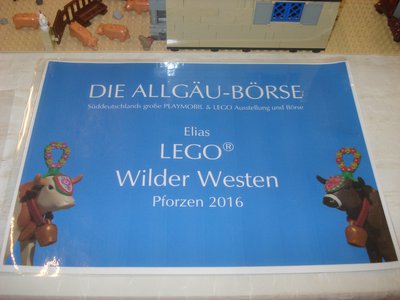 DIE ALLGÄU-BÖRSE
Süddeutschlands große PLAYMOBIL & LEGO Ausstellung und Börse
Elias
LEGO®
Wilder Westen
Pforzen 2016